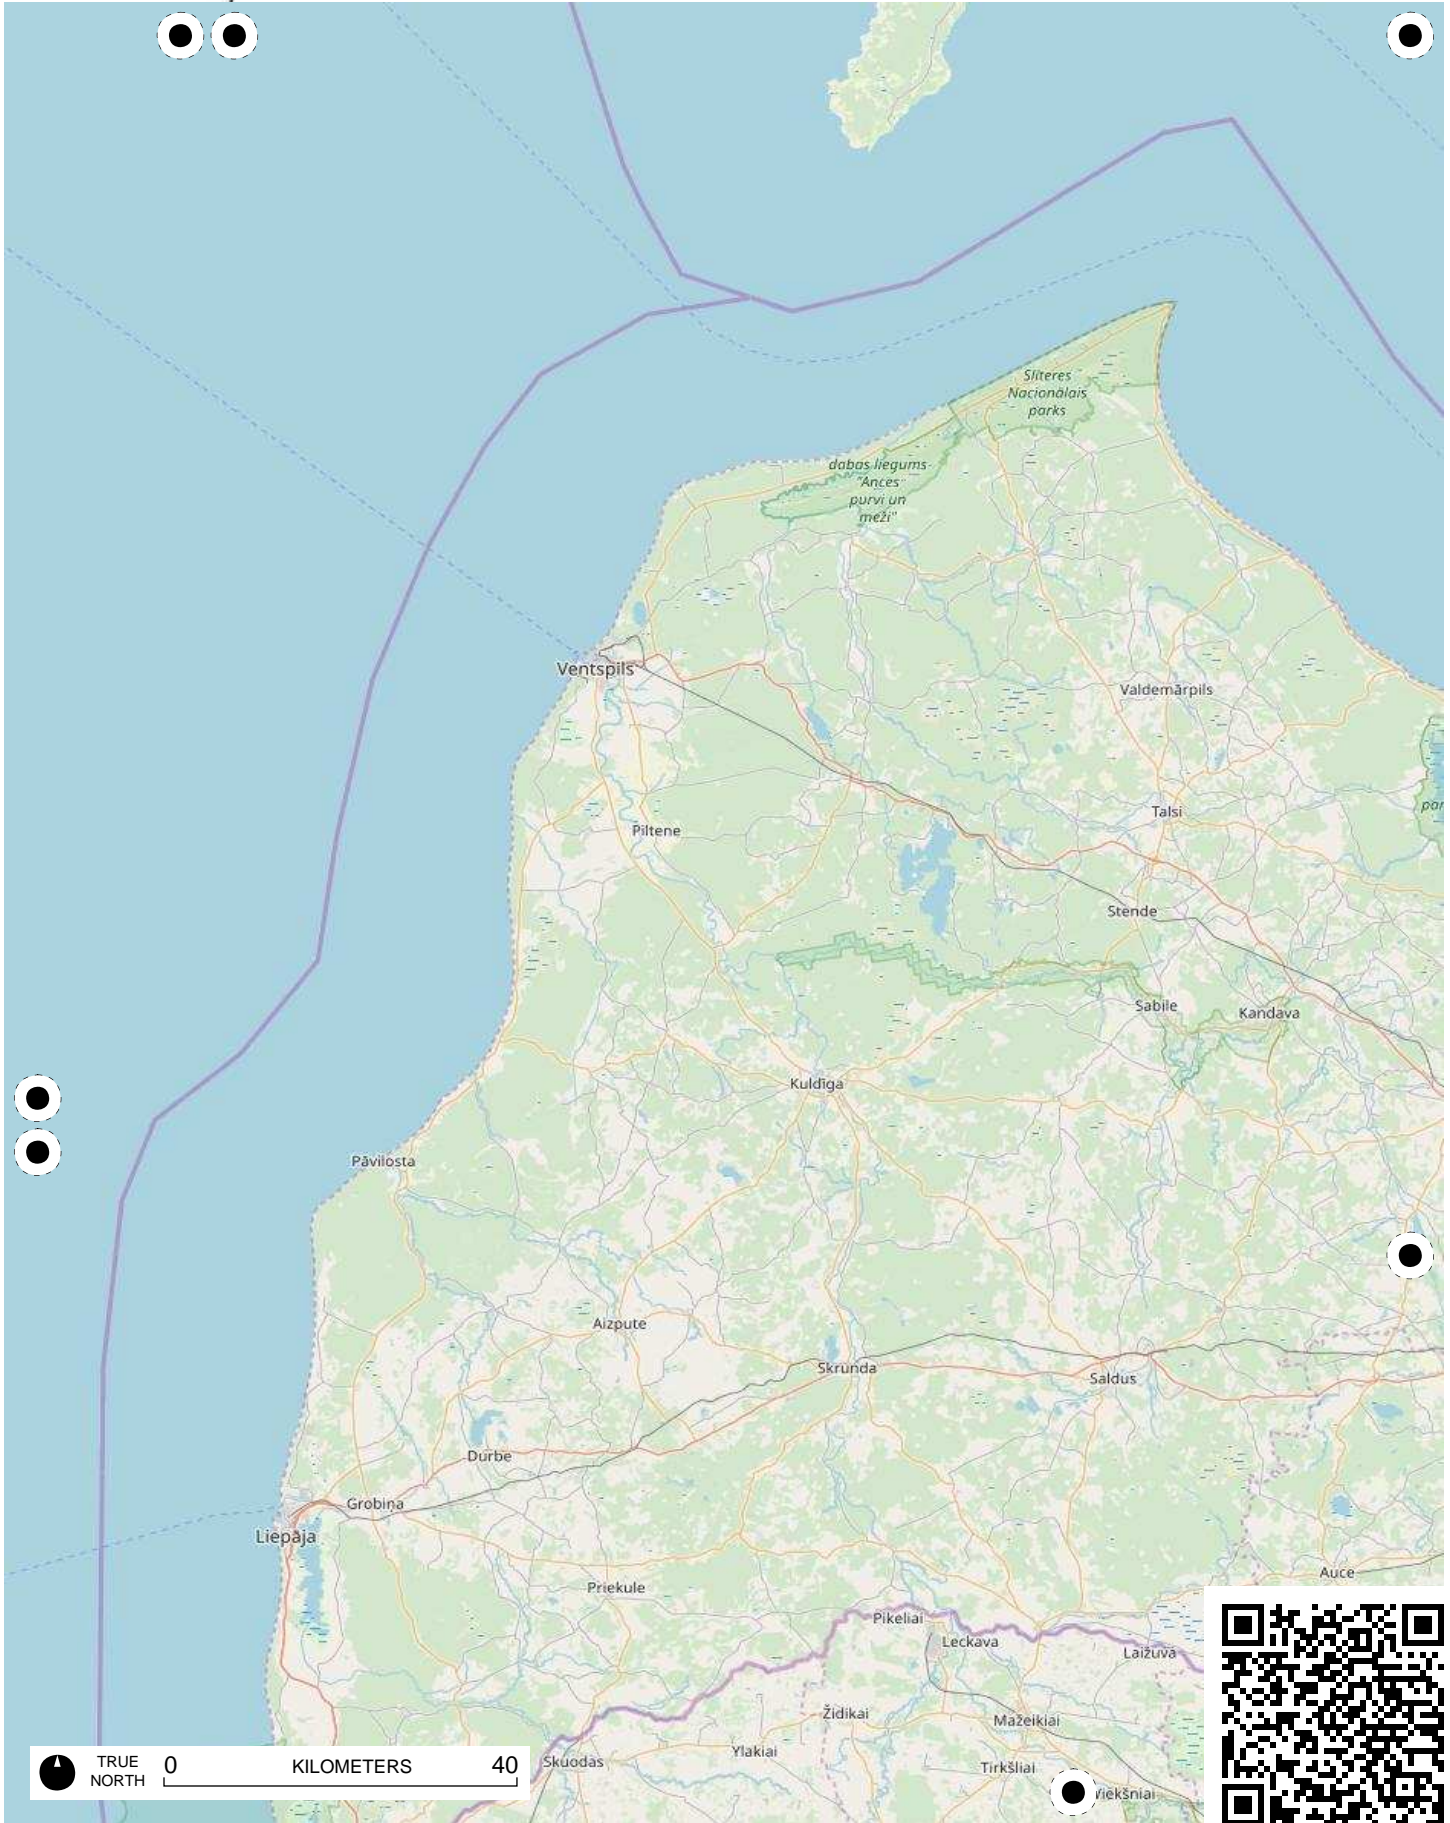 Slīteres
Nacionālais
parks
dabas liegums
"Ances
purvi un
meži"
Ventspils
Valdemārpils
par
Talsi
Piltene
Stende
Sabile
Kandava
Kuldīga
Pāvilosta
Aizpute
Skrunda
Saldus
Durbe
Grobiņa
Liepāja
Auce
Priekule
Pikeliai
Leckava
Laižuva
Židikai
Mažeikiai
Ylakiai
Skuodas
Tirkšliai
Viekšniai
TRUE
NORTH
0 KILOMETERS 40